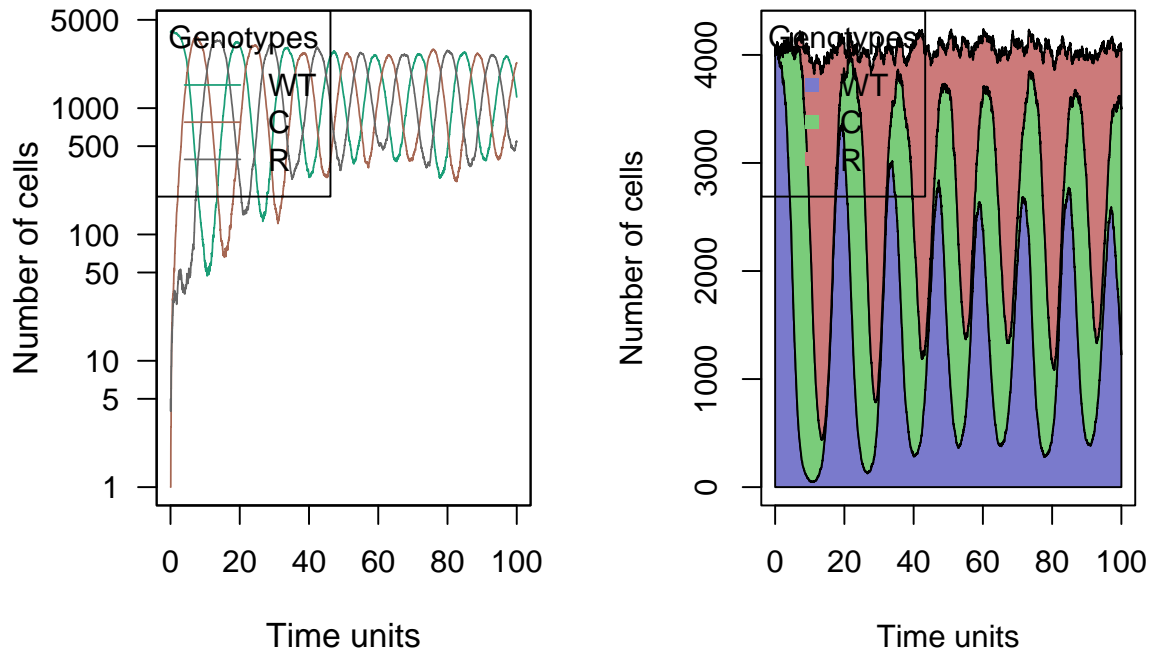 Genotypes
WT
C
R
5000
1000
500
100
50
10
5
1
Number of cells
0 20 40 60 80 100
Time units
Genotypes
WT
C
R
4000
3000
2000
1000
0
Number of cells
0 20 40 60 80 100
Time units